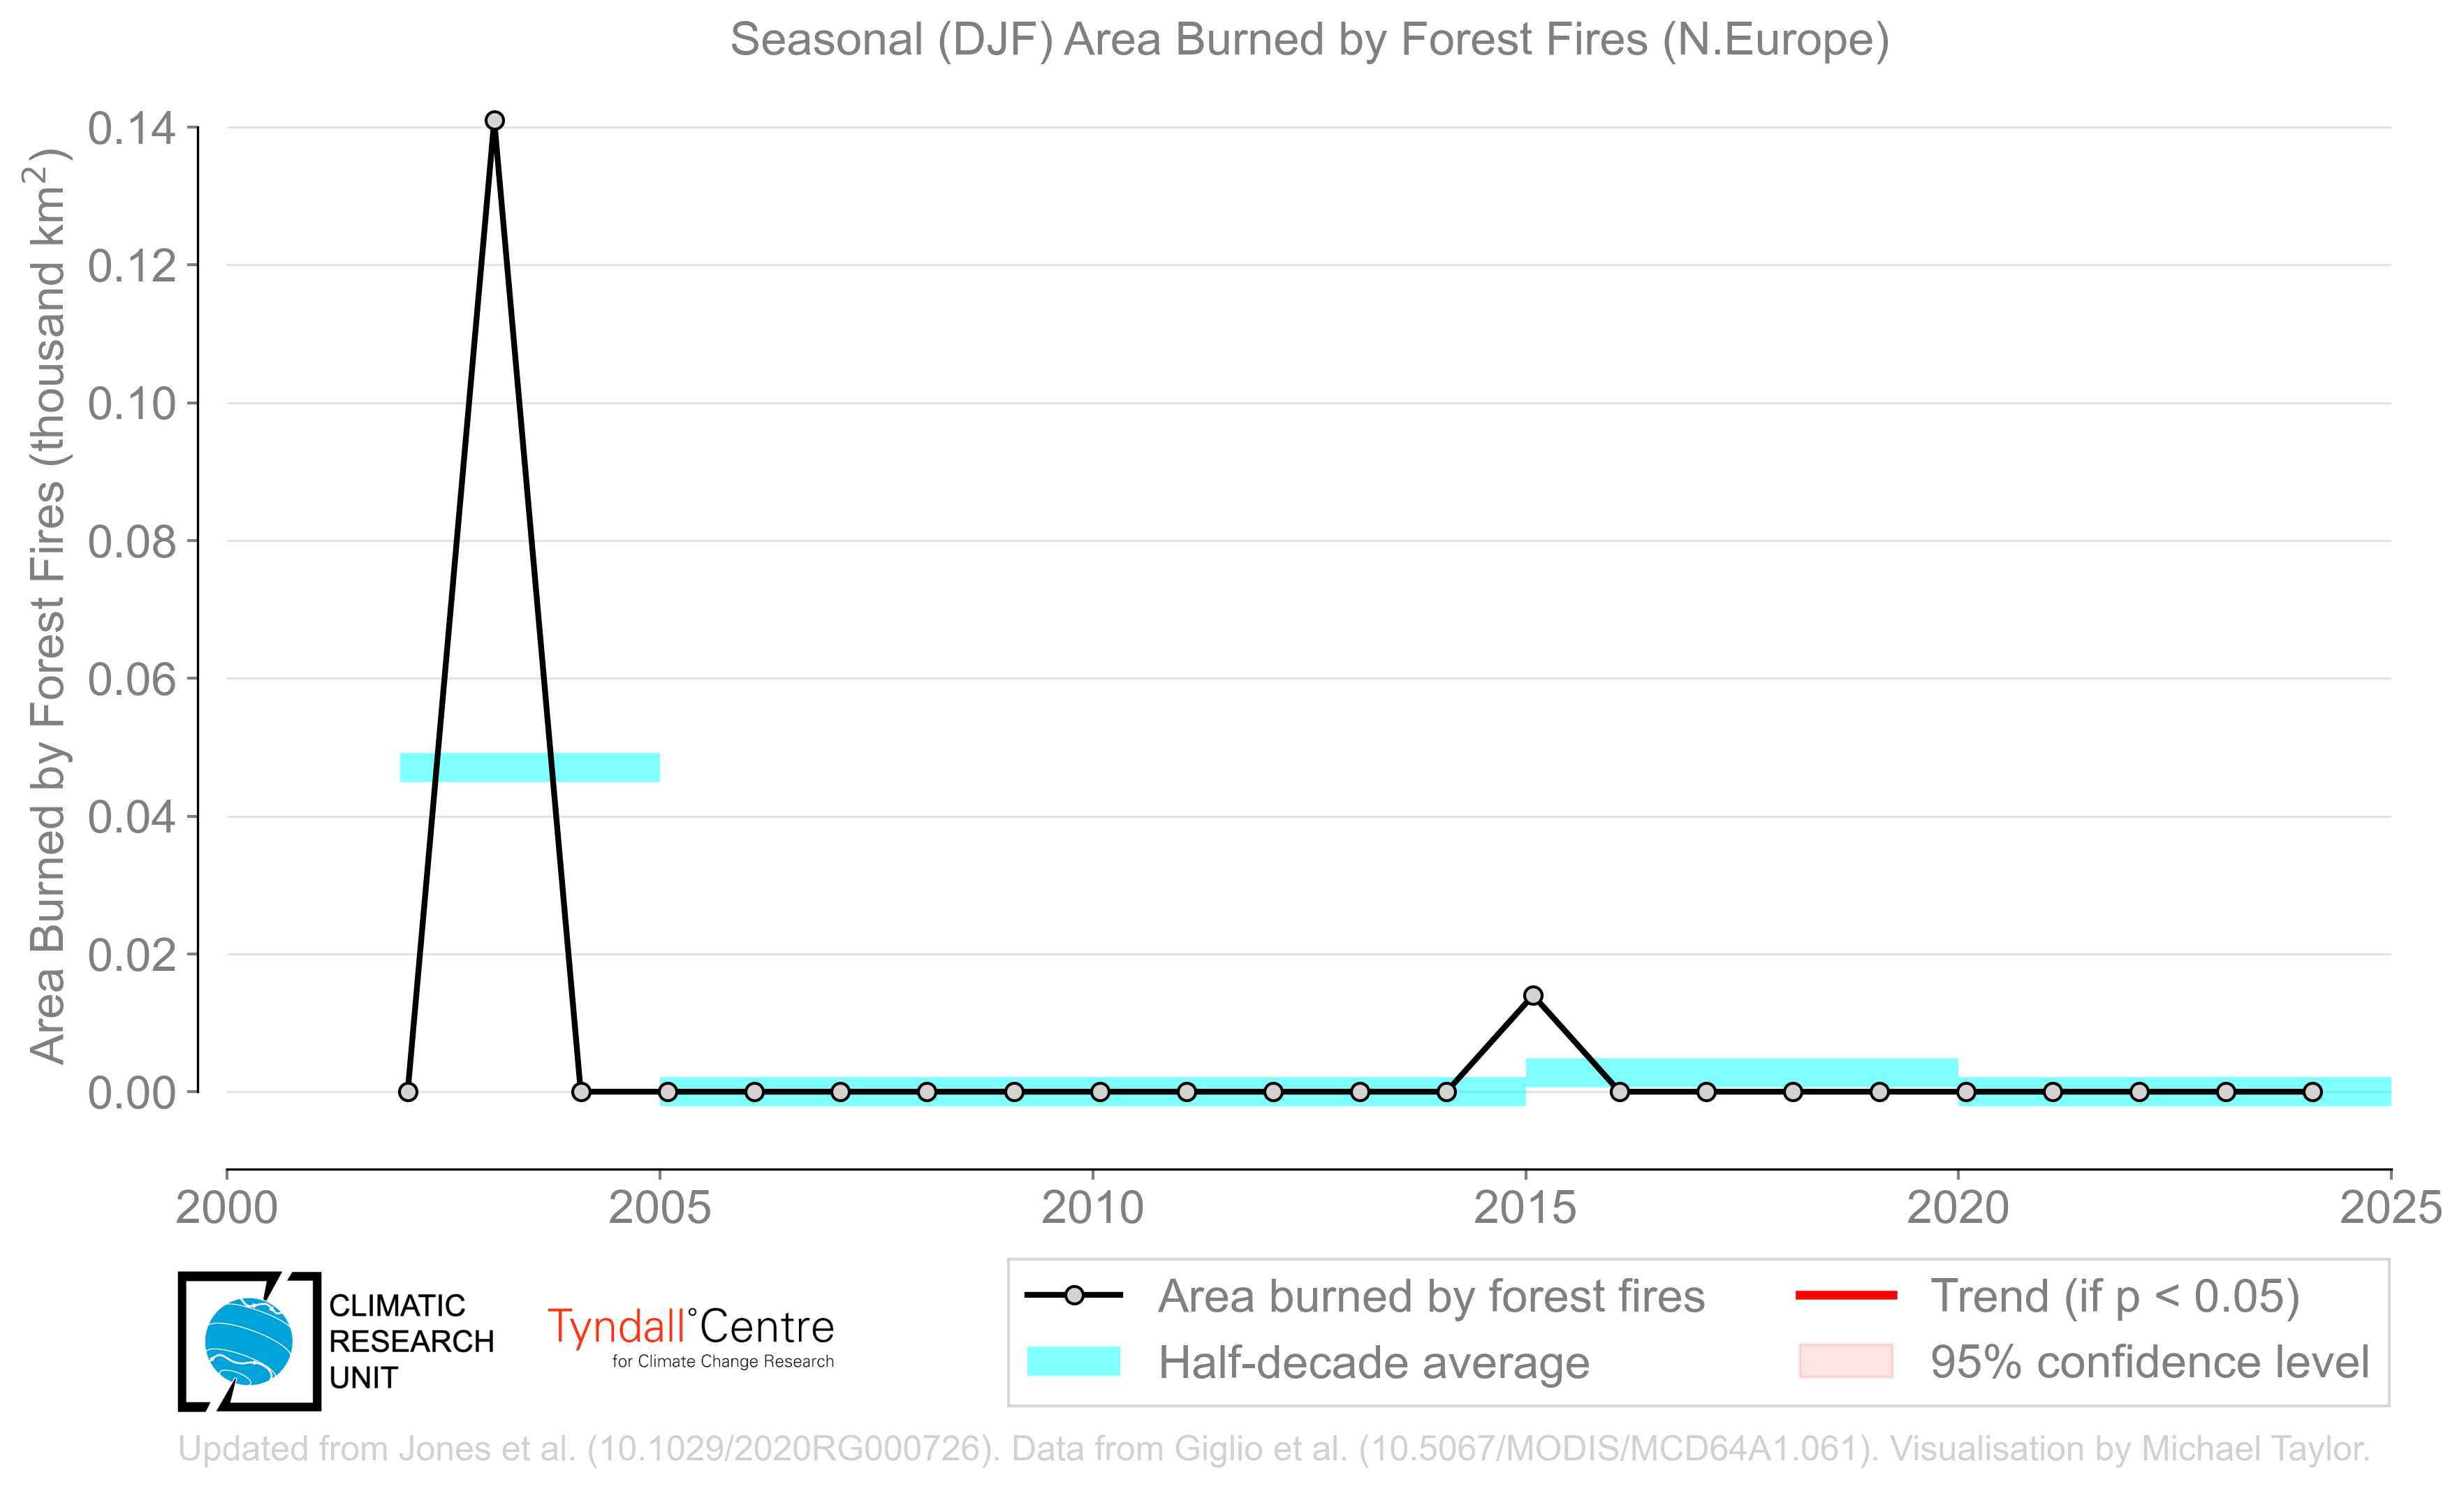 Seasonal (DJF) Area Burned by Forest Fires (N.Europe)
Area Burned by Forest Fires (thousand km²)
0.14
0.12
0.10
0.08
0.06
0.04
0.02
0.00
2000
2005
2010
2015
2020
2025
CLIMATIC
RESEARCH
UNIT
Tyndall°Centre
for Climate Change Research
Area burned by forest fires
Half-decade average
Trend (if p < 0.05)
95% confidence level
Updated from Jones et al. (10.1029/2020RG000726). Data from Giglio et al. (10.5067/MODIS/MCD64A1.061). Visualisation by Michael Taylor.